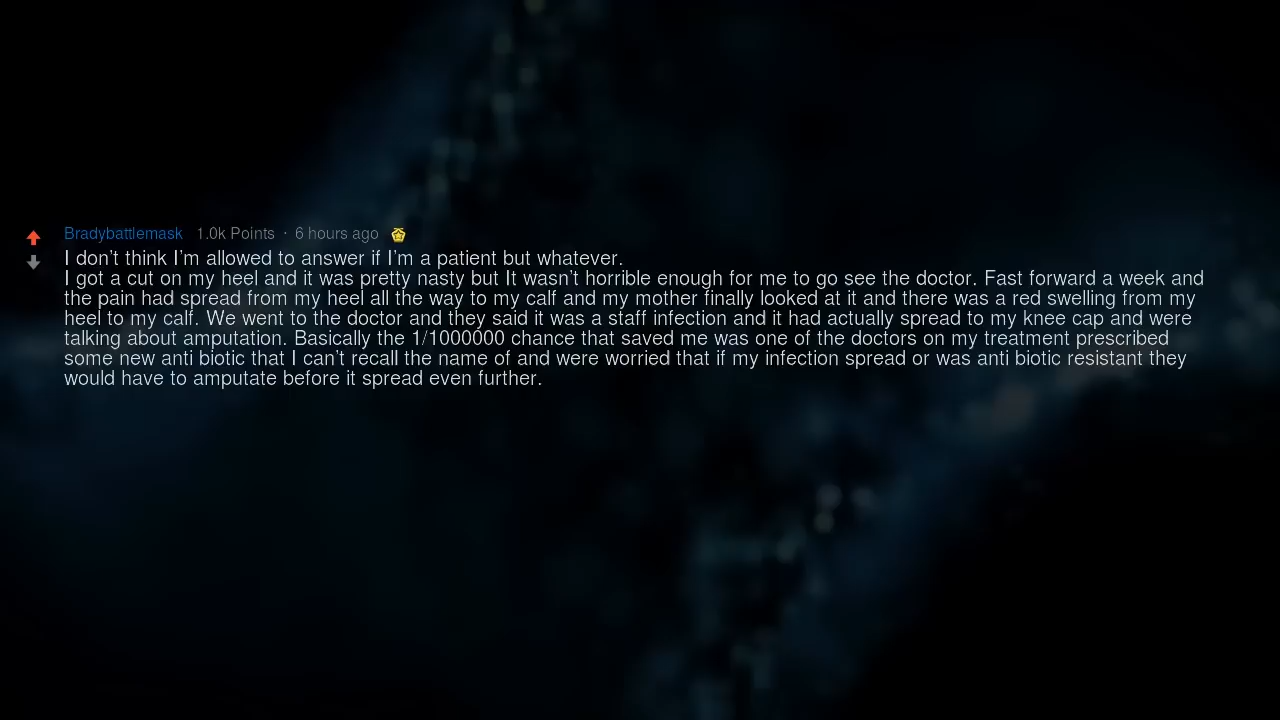 Bradybattlemask 1.0k Points · 6 hours ago
I don't think I'm allowed to answer if I'm a patient but whatever.
I got a cut on my heel and it was pretty nasty but It wasn't horrible enough for me to go see the doctor. Fast forward a week and
the pain had spread from my heel all the way to my calf and my mother finally looked at it and there was a red swelling from my
heel to my calf. We went to the doctor and they said it was a staff infection and it had actually spread to my knee cap and were
talking about amputation. Basically the 1/1000000 chance that saved me was one of the doctors on my treatment prescribed
some new anti biotic that I can't recall the name of and were worried that if my infection spread or was anti biotic resistant they
would have to amputate before it spread even further.